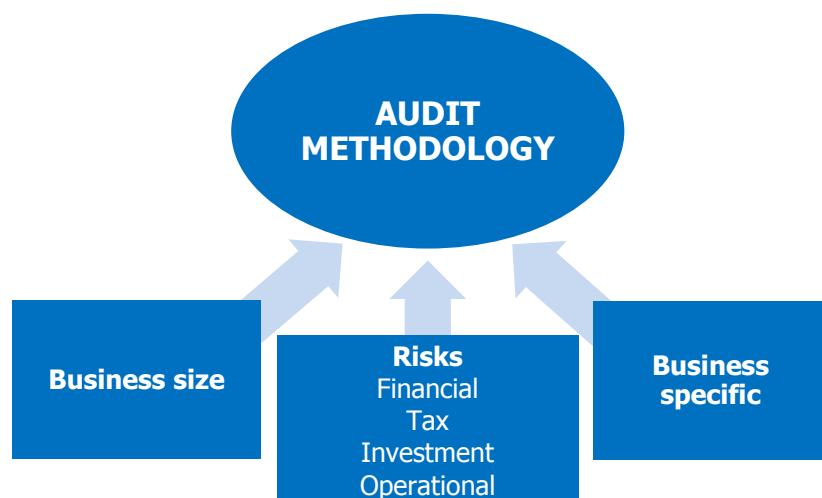 AUDIT
METHODOLOGY
Business size
Risks
Financial
Tax
Investment
Operational
Business
specific